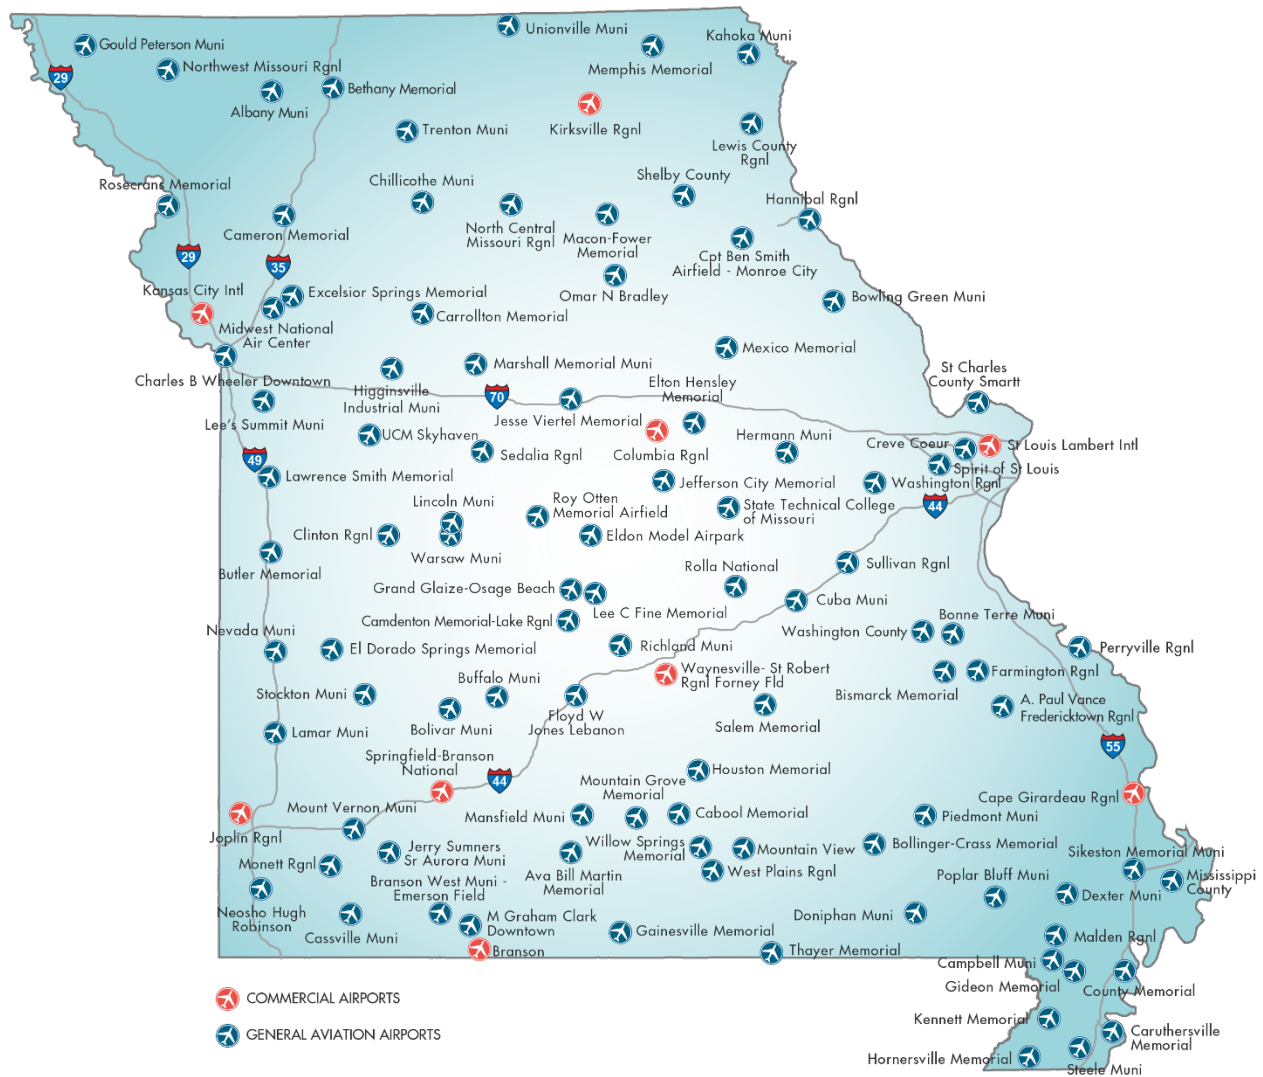 Unionville Muni
Kahoka Muni
Gould Peterson Muni
Northwest Missouri Rgnl
Memphis Memorial
29
Bethany Memorial
Albany Muni
Kirksville Rgnl
Trenton Muni
Lewis County
Rgnl
Shelby County
Chillicothe Muni
Rosecrans Memorial
Hannibal Rgnl
North Central
Missouri Rgnl
Macon-Fower
Memorial
Cameron Memorial
Cpt Ben Smith
Airfield - Monroe City
29
35
Kansas City Intl
Excelsior Springs Memorial
Omar N Bradley
Bowling Green Muni
Carrollton Memorial
Midwest National
Air Center
Mexico Memorial
Marshall Memorial Muni
St Charles
County Smartt
Charles B Wheeler Downtown
Higginsville
Industrial Muni
70
Elton Hensley
Memorial
Lee's Summit Muni
Jesse Viertel Memorial
UCM Skyhaven
Hermann Muni
Creve Coeur
St Louis Lambert Intl
Sedalia Rgnl
Columbia Rgnl
49
Spirit of St Louis
Lawrence Smith Memorial
Jefferson City Memorial
Washington Rgnl
Lincoln Muni
Roy Otten
Memorial Airfield
State Technical College
of Missouri
44
Clinton Rgnl
Eldon Model Airpark
Warsaw Muni
Butler Memorial
Rolla National
Sullivan Rgnl
Grand Glaize-Osage Beach
Lee C Fine Memorial
Cuba Muni
Camdenton Memorial-Lake Rgnl
Bonne Terre Muni
Nevada Muni
Washington County
El Dorado Springs Memorial
Richland Muni
Perryville Rgnl
Waynesville- St Robert
Rgnl Forney Fld
Farmington Rgnl
Buffalo Muni
Stockton Muni
Bismarck Memorial
A. Paul Vance
Fredericktown Rgnl
Bolivar Muni
Floyd W
Jones Lebanon
Salem Memorial
Lamar Muni
55
Springfield-Branson
National
Houston Memorial
44
Mountain Grove
Memorial
Cape Girardeau Rgnl
Mount Vernon Muni
Mansfield Muni
Cabool Memorial
Piedmont Muni
Joplin Rgnl
Jerry Sumners
Sr Aurora Muni
Willow Springs
Memorial
Mountain View
Bollinger-Crass Memorial
Sikeston Memorial Muni
Monett Rgnl
West Plains Rgnl
Poplar Bluff Muni
Mississippi
County
Branson West Muni -
Emerson Field
Ava Bill Martin
Memorial
Dexter Muni
Neosho Hugh
Robinson
M Graham Clark
Downtown
Doniphan Muni
Cassville Muni
Gainesville Memorial
Malden Rgnl
Branson
Thayer Memorial
Campbell Muni
Gideon Memorial
County Memorial
COMMERCIAL AIRPORTS
Kennett Memorial
GENERAL AVIATION AIRPORTS
Caruthersville
Memorial
Hornersville Memorial
Steele Muni